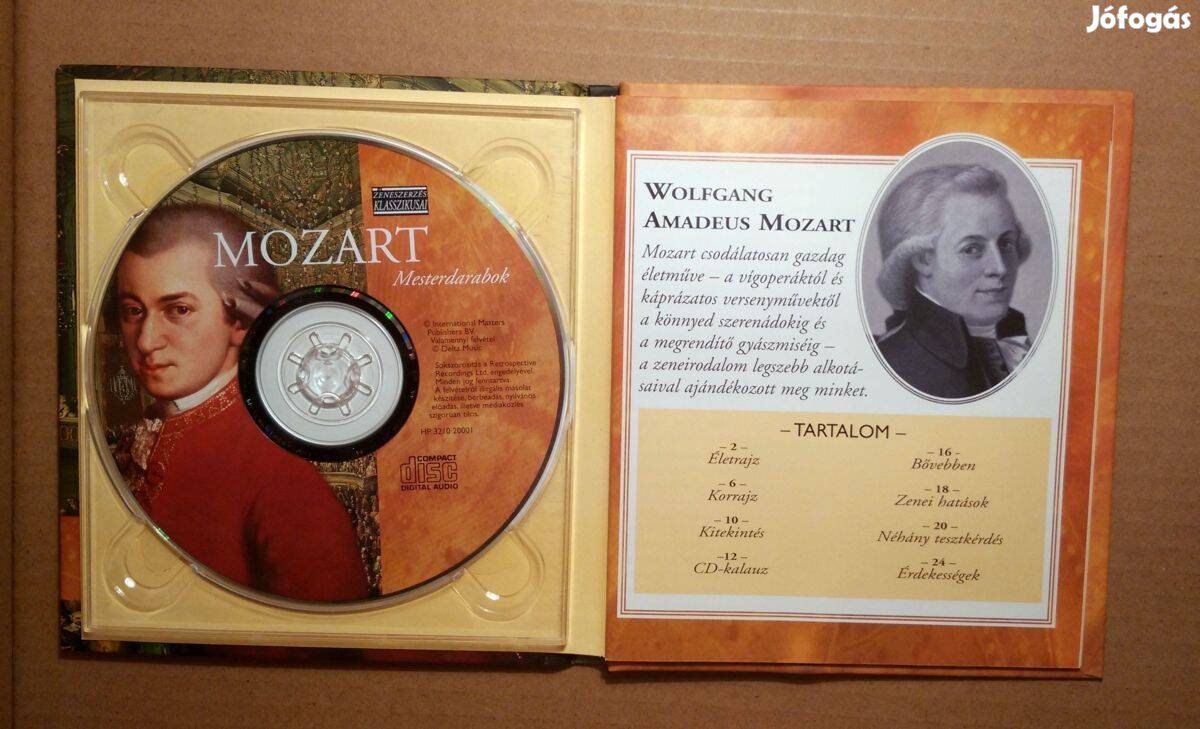 Jófogás
ZENESZERZÉS
KLASSZIKUSAI
MOZART
Mesterdarabok
© International Masters
Publishers BV
Valamennyi felvétel
© Delta Music
Sokszorosítás a Retrospective
Recordings Ltd. engedélyével.
Minden jog fenntartva.
A felvételről illegális másolat
készítése, bérbeadás, nyilvános
előadás, illetve médiaközlés
szigorúan tilos.
HP 3210 20001
COMPACT
disc
DIGITAL AUDIO
WOLFGANG
AMADEUS MOZART
Mozart csodálatosan gazdag
életműve – a vígoperáktól és
káprázatos versenyművektől
a könnyed szerenádokig és
a megrendítő gyászmiséig –
a zeneirodalom legszebb alkotá-
saival ajándékozott meg minket.
– TARTALOM –
– 2 –
Életrajz
– 6 –
Korrajz
– 10 –
Kitekintés
–12 –
CD-kalauz
– 16 -
Bővebben
– 18 –
Zenei hatások
– 20 –
Néhány tesztkérdés
– 24 –
Érdekességek